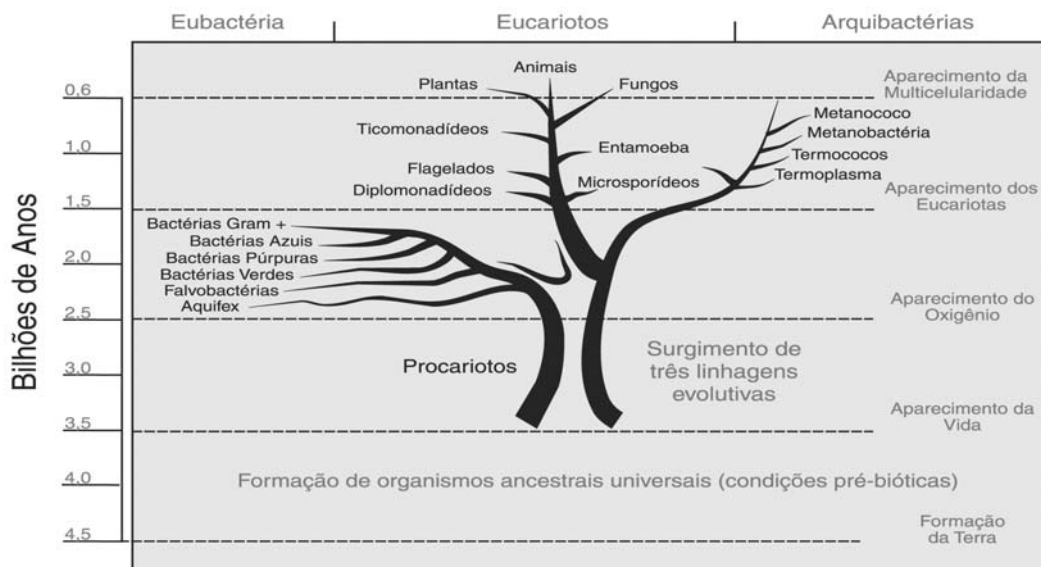 Eubactéria
Eucariotos
Arquibactérias
Bilhões de Anos
0.6
1.0
1.5
2.0
2.5
3.0
3.5
4.0
4.5
Animais
Plantas
Fungos
Ticomonadídeos
Entamoeba
Flagelados
Microsporídeos
Diplomonadídeos
Metanococo
Metanobactéria
Termococos
Termoplasma
Bactérias Gram +
Bactérias Azuis
Bactérias Púrpuras
Bactérias Verdes
Falvobactérias
Aquifex
Procariotos
Surgimento de
três linhagens
evolutivas
Aparecimento da
Multicelularidade
Aparecimento dos
Eucariotas
Aparecimento do
Oxigênio
Aparecimento da
Vida
Formação de organismos ancestrais universais (condições pré-bióticas)
Formação
da Terra